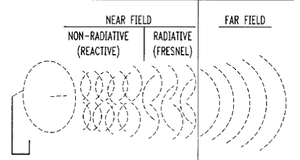 NEAR FIELD
FAR FIELD
NON-RADIATIVE
(REACTIVE)
RADIATIVE
(FRESNEL)